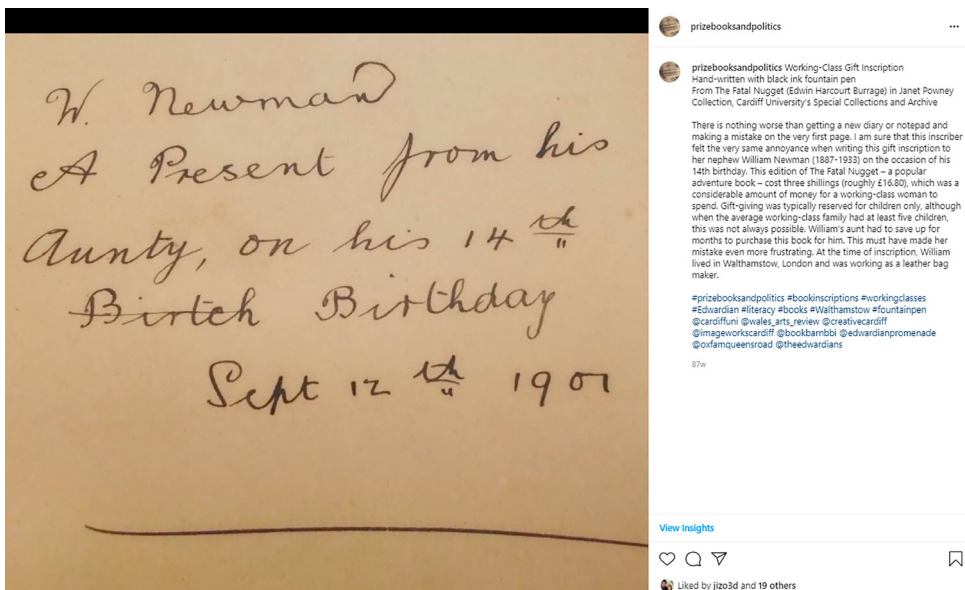 W. Newman
A Present from his
Aunty, on his 14th
Birtch Birthday
Sept 12th 1901
prizebooksandpolitics
prizebooksandpolitics Working-Class Gift Inscription
Hand-written with black ink fountain pen
From The Fatal Nugget (Edwin Harcourt Burrage) in Janet Powney
Collection, Cardiff University's Special Collections and Archive
There is nothing worse than getting a new diary or notepad and
making a mistake on the very first page. I am sure that this inscriber
felt the very same annoyance when writing this gift inscription to
her nephew William Newman (1887-1933) on the occasion of his
14th birthday. This edition of The Fatal Nugget – a popular
adventure book – cost three shillings (roughly £16.80), which was a
considerable amount of money for a working-class woman to
spend. Gift-giving was typically reserved for children only, although
when the average working-class family had at least five children,
this was not always possible. William's aunt had to save up for
months to purchase this book for him. This must have made her
mistake even more frustrating. At the time of inscription, William
lived in Walthamstow, London and was working as a leather bag
maker.
#prizebooksandpolitics #bookinscriptions #workingclasses
#Edwardian #literacy #books #Walthamstow #fountainpen
@cardiffuni @wales_arts_review @creativecardiff
@imageworkscardiff @bookbarnbbi @edwardianpromenade
@oxfamqueensroad @theedwardians
87w
View Insights
Liked by jizo3d and 19 others